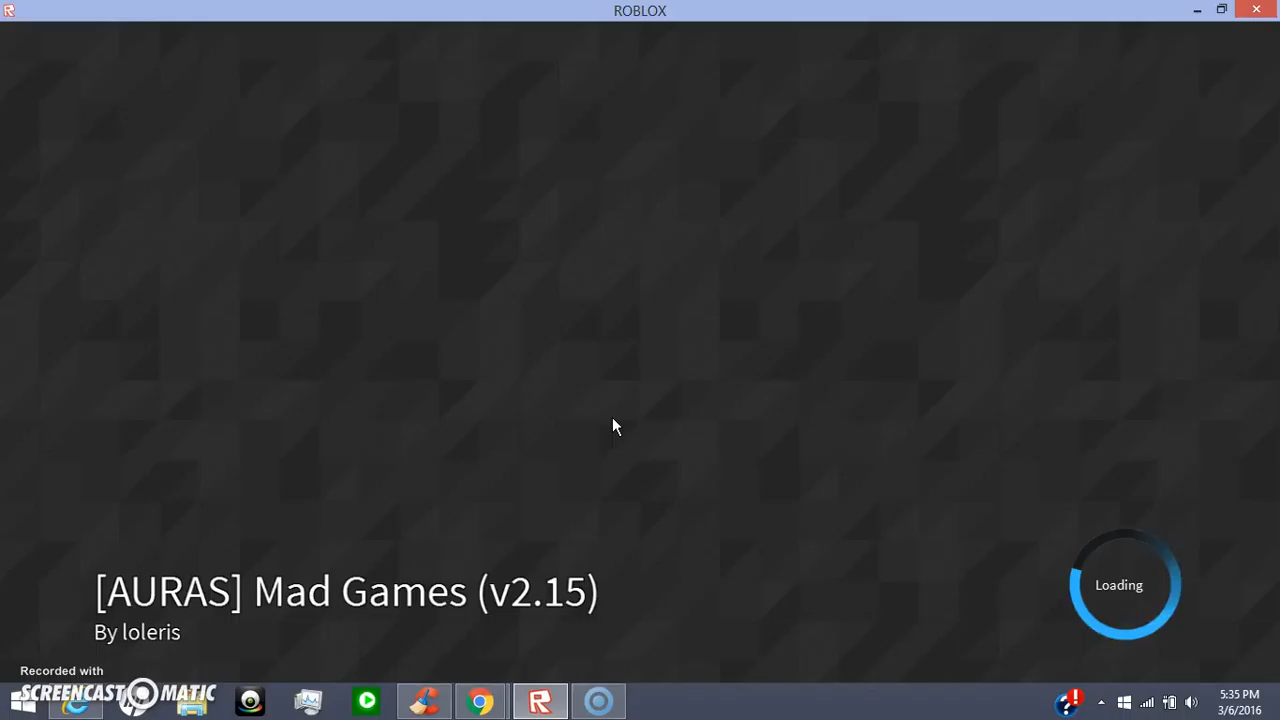 ROBLOX
Loading
[AURAS] Mad Games (v2.15)
By loleris
Recorded with
SCREENCAST MATIC
5:35 PM
3/6/2016